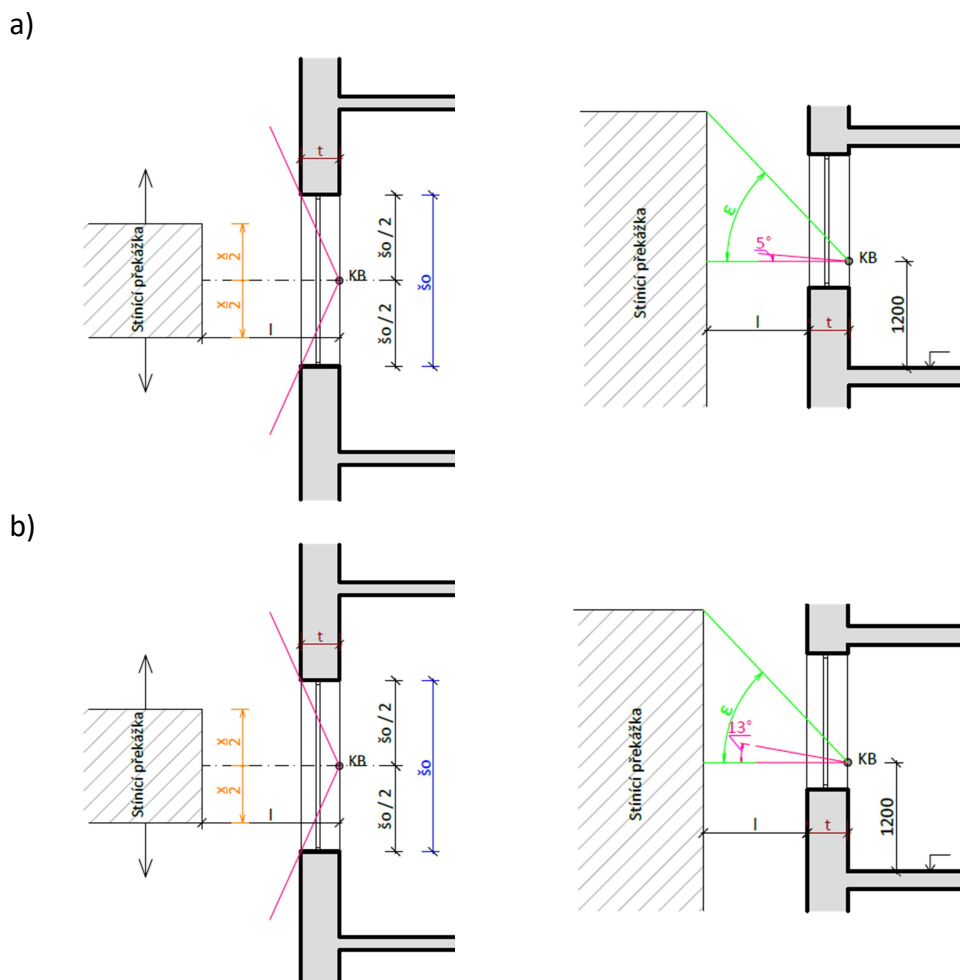 a)
t
Stínící překážka
x/2
x/2
l
KB
šo / 2
šo / 2
šo
Stínící překážka
ε
5°
KB
l
t
1200
b)
t
Stínící překážka
x/2
x/2
l
KB
šo / 2
šo / 2
šo
Stínící překážka
ε
13°
KB
l
t
1200